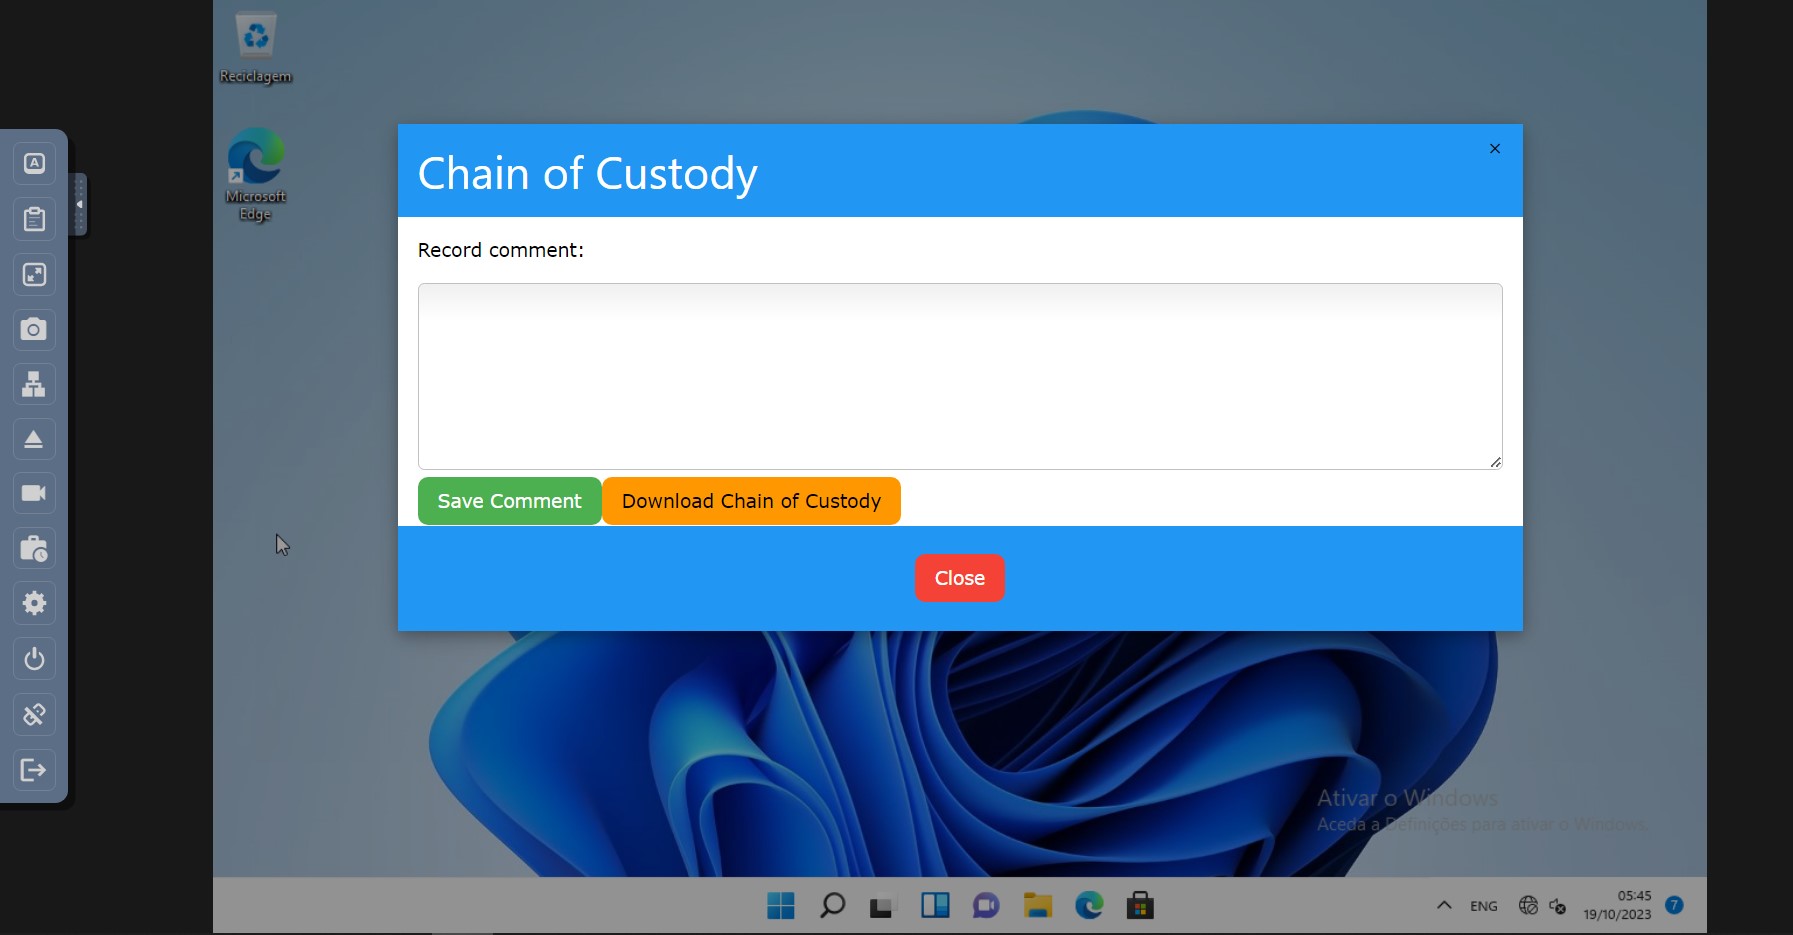 Reciclagem
Microsoft
Edge
A
Chain of Custody
×
Record comment:
Save Comment
Download Chain of Custody
Close
Ativar o Windows
Aceda a Definições para ativar o Windows.
ENG
05:45
19/10/2023
7